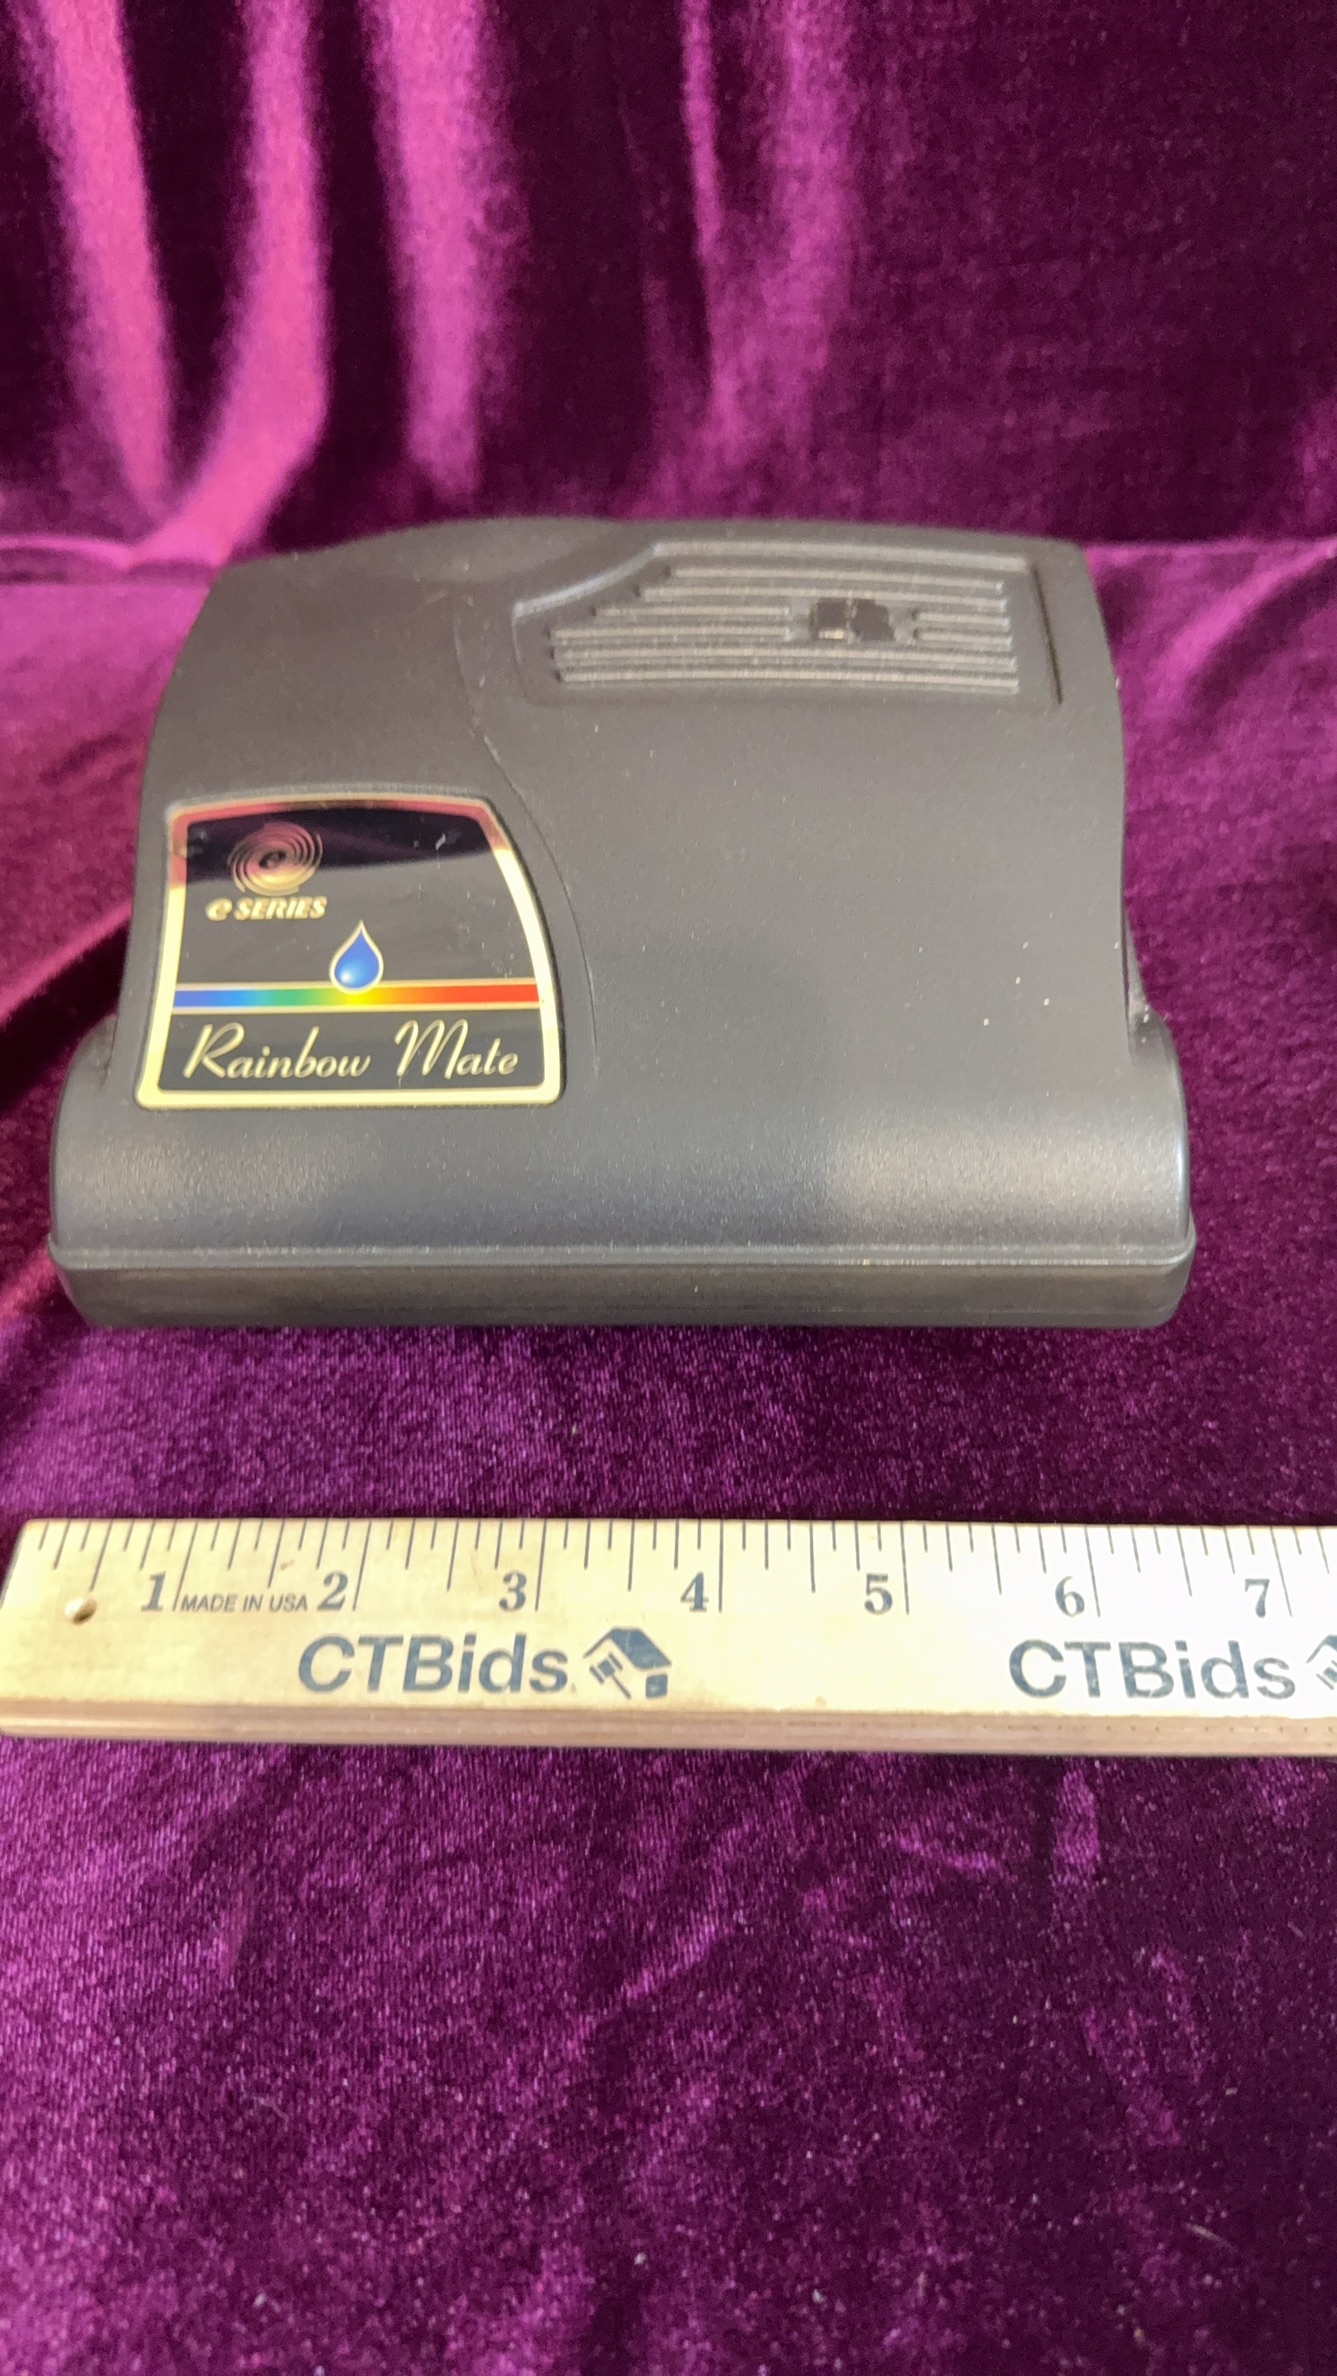 e
e SERIES
Rainbow Mate
1 MADE IN USA 2 3 4 5 6 7
CTBids CTBids